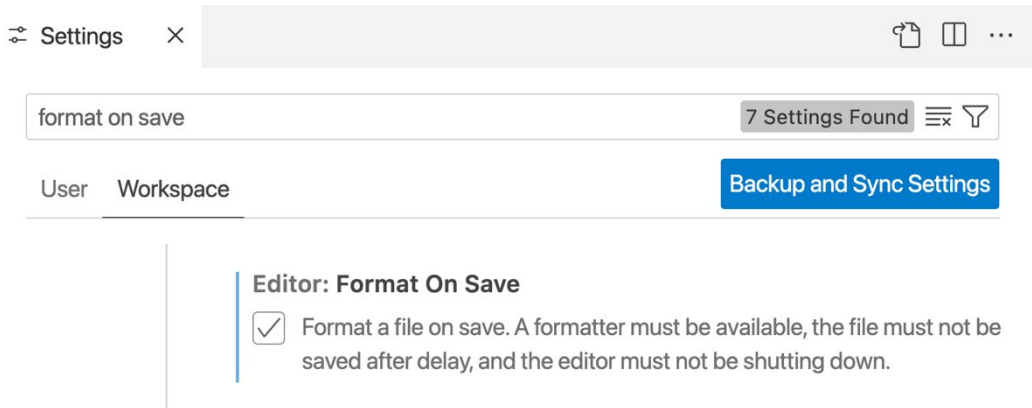 Settings
format on save
7 Settings Found
User
Workspace
Backup and Sync Settings
Editor: Format On Save
Format a file on save. A formatter must be available, the file must not be
saved after delay, and the editor must not be shutting down.